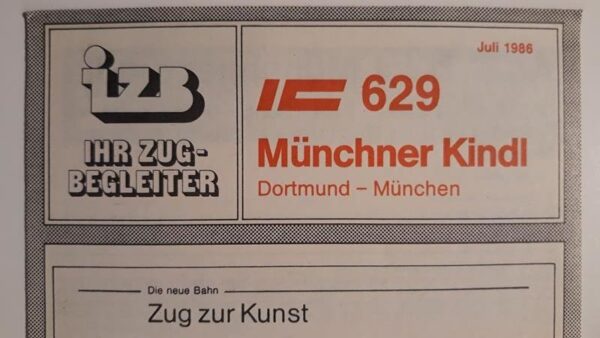 izB
IHR ZUG-
BEGLEITER
Juli 1986
IC 629
Münchner Kindl
Dortmund – München
Die neue Bahn
Zug zur Kunst